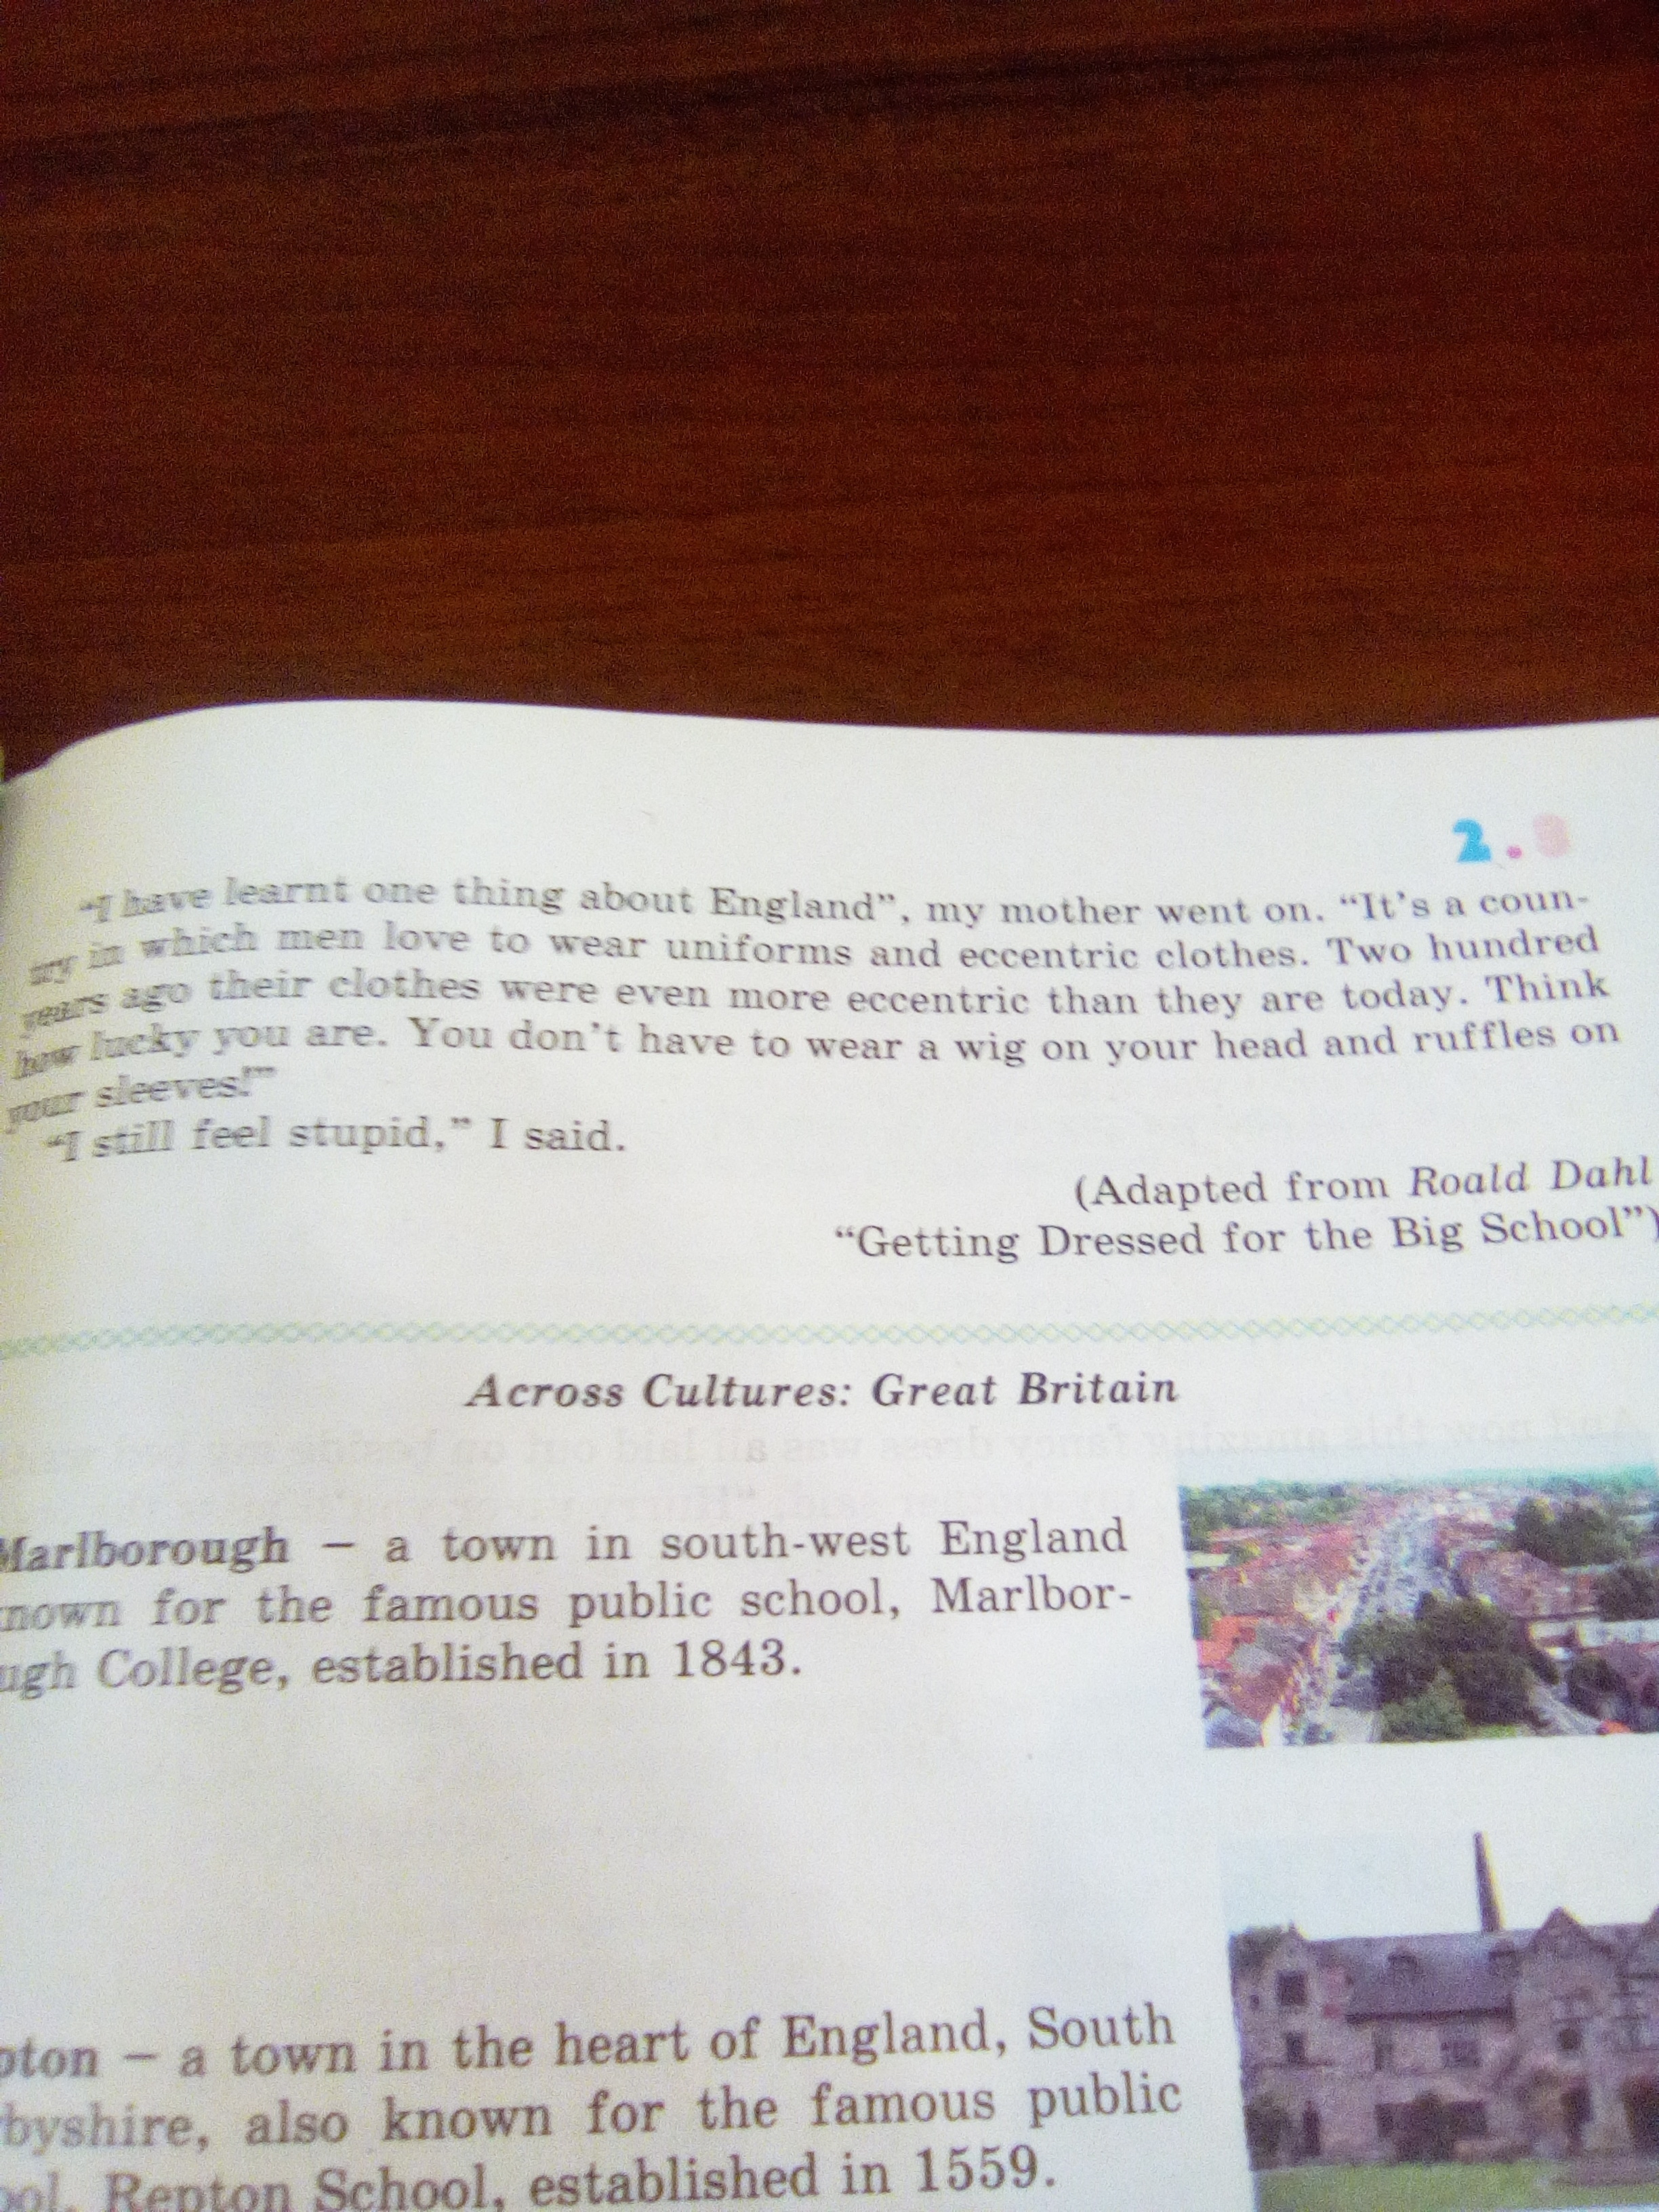 2.
"I have learnt one thing about England", my mother went on. "It's a coun-
try in which men love to wear uniforms and eccentric clothes. Two hundred
years ago their clothes were even more eccentric than they are today. Think
how lucky you are. You don't have to wear a wig on your head and ruffles on
your sleeves!"
"I still feel stupid," I said.
(Adapted from Roald Dahl
"Getting Dressed for the Big School")
Across Cultures: Great Britain
Marlborough – a town in south-west England
nown for the famous public school, Marlbor-
ugh College, established in 1843.
pton – a town in the heart of England, South
byshire, also known for the famous public
ool, Repton School, established in 1559.